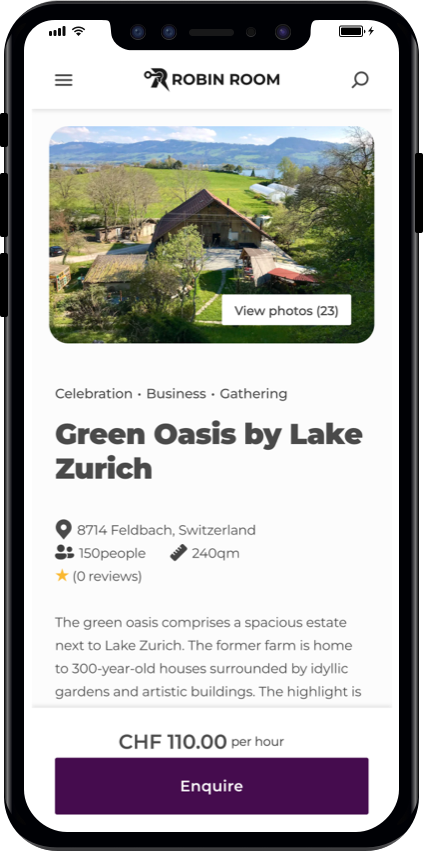 ROBIN ROOM
View photos (23)
Celebration • Business • Gathering
Green Oasis by Lake
Zurich
8714 Feldbach, Switzerland
150people 240qm
(0 reviews)
The green oasis comprises a spacious estate
next to Lake Zurich. The former farm is home
to 300-year-old houses surrounded by idyllic
gardens and artistic buildings. The highlight is
CHF 110.00 per hour
Enquire